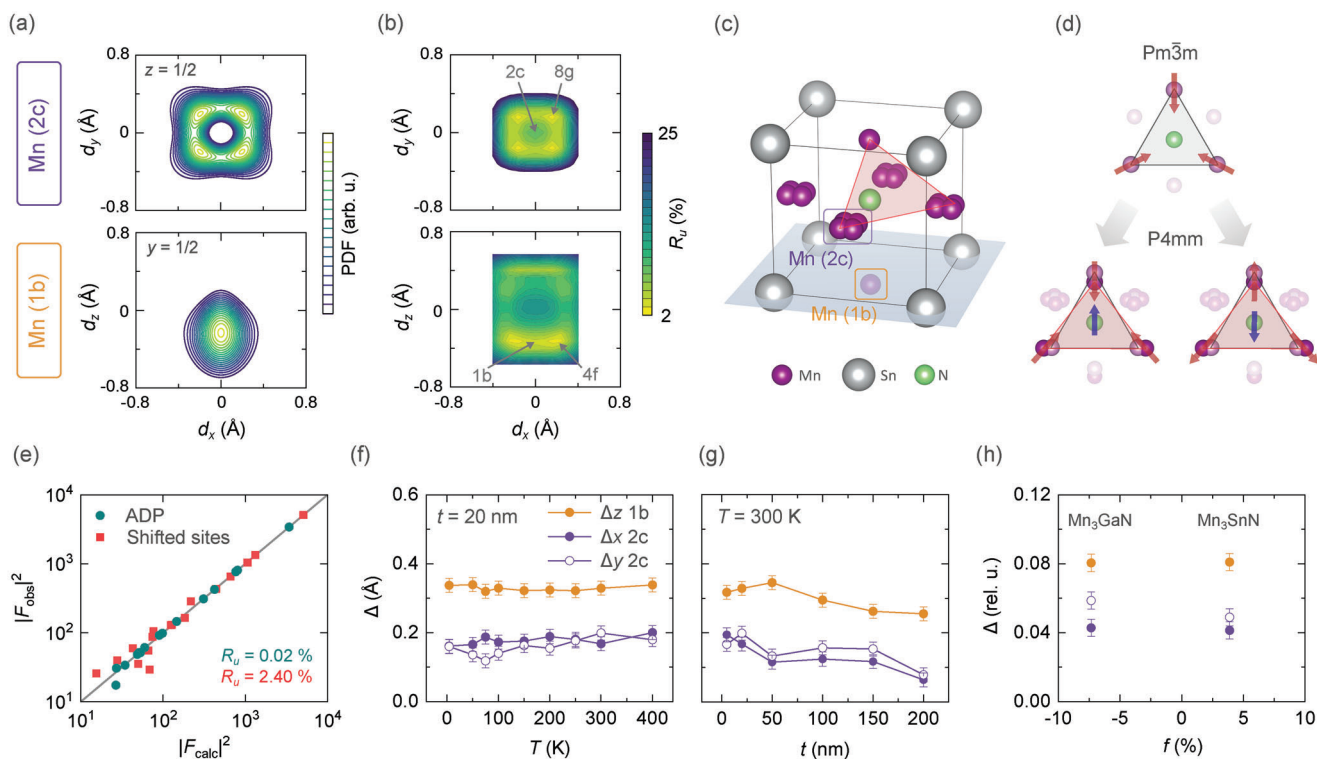 (a)
Mn (2c)
0.8
0
-0.8
dy (Å)
z = 1/2
Mn (1b)
0.8
0
-0.8
dz (Å)
y = 1/2
-0.8 0 0.8
dx (Å)
PDF (arb. u.)
(b)
0.8
0
-0.8
dy (Å)
2c 8g
0.8
0
-0.8
dz (Å)
1b 4f
-0.8 0 0.8
dx (Å)
25
Ru (%)
2
(c)
Mn (2c)
Mn (1b)
Mn Sn N
(d)
Pm3̅m
P4mm
(e)
10⁴
10³
10²
10¹
|Fobs|²
ADP
Shifted sites
Ru = 0.02 %
Ru = 2.40 %
10¹ 10² 10³ 10⁴
|Fcalc|²
(f)
0.6
0.4
0.2
0.0
Δ (Å)
t = 20 nm
Δz 1b
Δx 2c
Δy 2c
0 100 200 300 400
T (K)
(g)
T = 300 K
0 50 100 150 200
t (nm)
(h)
0.12
0.08
0.04
0.00
Δ (rel. u.)
Mn₃GaN Mn₃SnN
-10 -5 0 5 10
f (%)